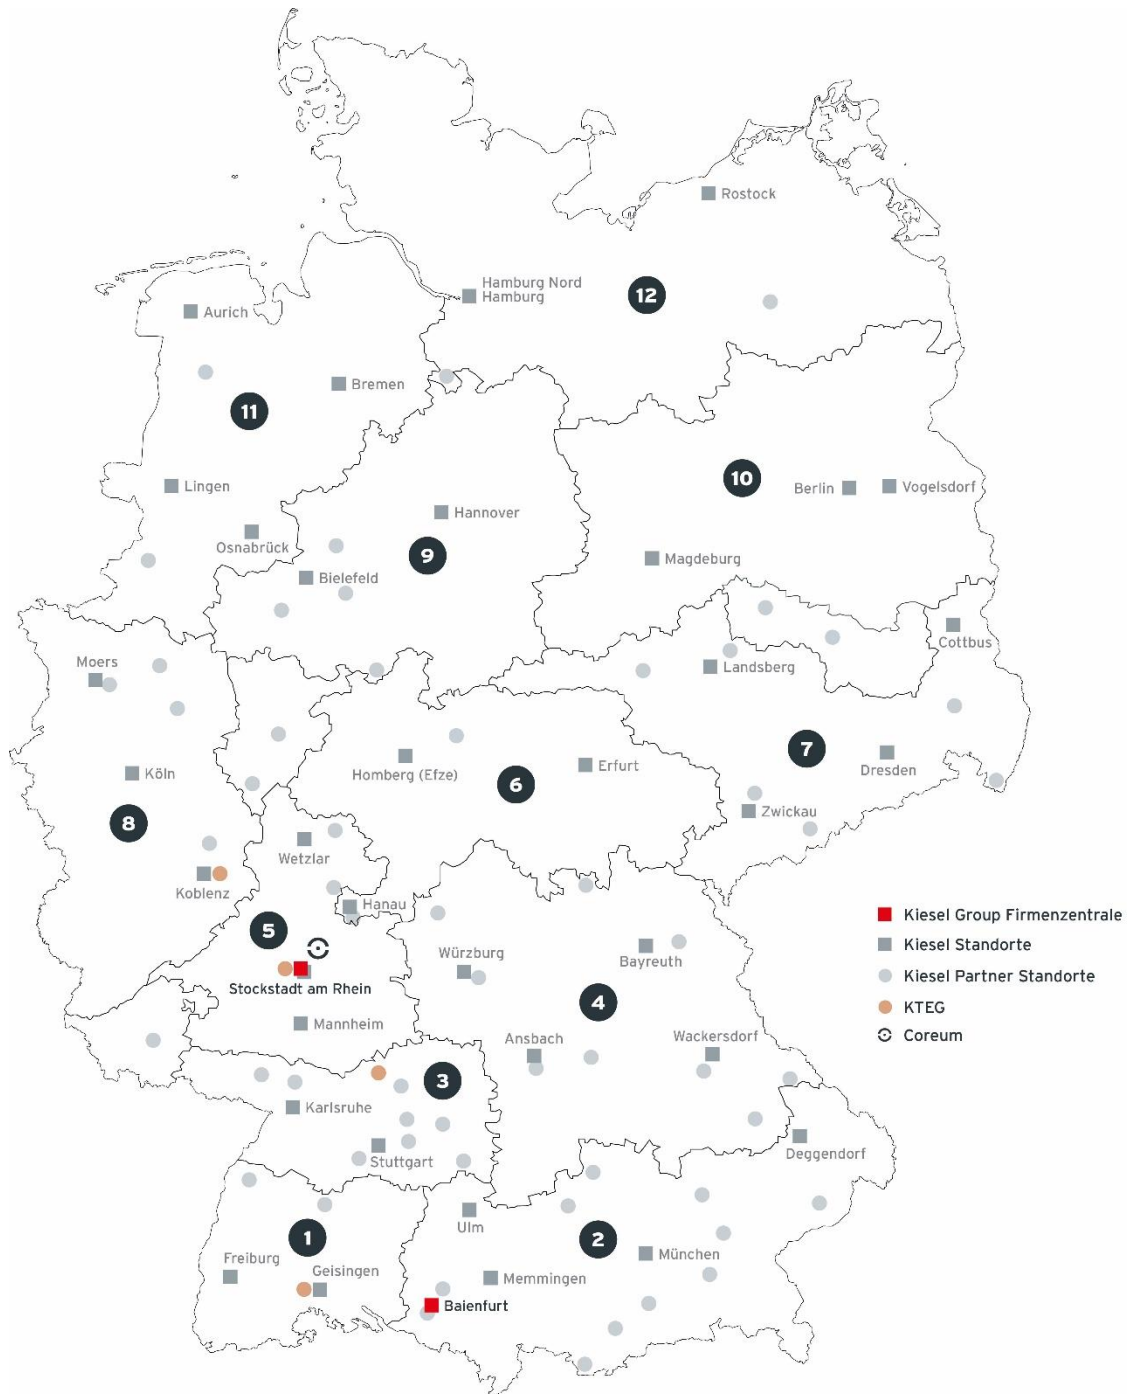 Rostock
Hamburg Nord
Hamburg
12
Aurich
Bremen
11
Lingen
10
Berlin
Vogelsdorf
Hannover
Osnabrück
9
Magdeburg
Bielefeld
Cottbus
Moers
Landsberg
7
Dresden
Köln
Homberg (Efze)
Erfurt
6
Zwickau
8
Wetzlar
Koblenz
Hanau
5
Würzburg
Bayreuth
Stockstadt am Rhein
4
Mannheim
Ansbach
Wackersdorf
3
Karlsruhe
Stuttgart
Deggendorf
Ulm
1
2
Freiburg
Geisingen
München
Memmingen
Baienfurt
Kiesel Group Firmenzentrale
Kiesel Standorte
Kiesel Partner Standorte
KTEG
Coreum